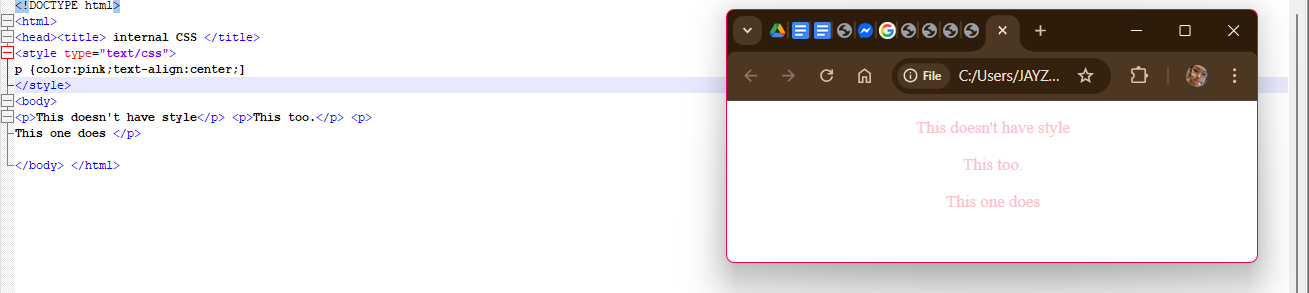 <!DOCTYPE html>
<html>
<head><title> internal CSS </title>
<style type="text/css">
p {color:pink;text-align:center;]
</style>
<body>
<p>This doesn't have style</p> <p>This too.</p> <p>
This one does </p>
</body> </html>
File C:/Users/JAYZ...
This doesn't have style
This too.
This one does